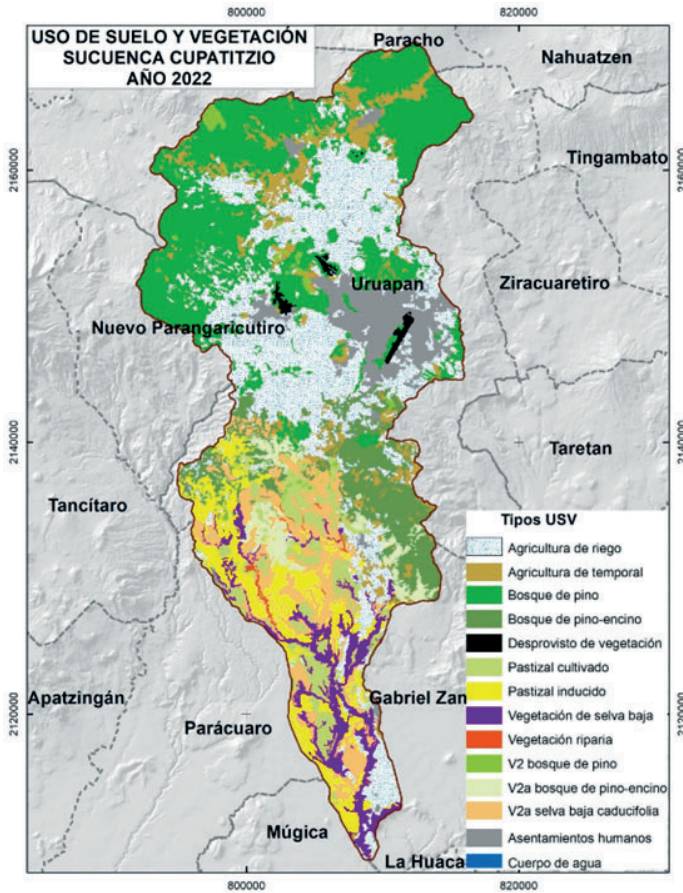 800000
820000
USO DE SUELO Y VEGETACIÓN
SUCUENCA CUPATITZIO
AÑO 2022
Paracho
Nahuatzen
2160000
Tingambato
2160000
Uruapan
Ziracuaretiro
Nuevo Parangaricutiro
2140000
Taretan
2140000
Tancítaro
Tipos USV
Agricultura de riego
Agricultura de temporal
Bosque de pino
Bosque de pino-encino
Desprovisto de vegetación
Pastizal cultivado
Pastizal inducido
Vegetación de selva baja
Vegetación riparia
V2 bosque de pino
V2a bosque de pino-encino
V2a selva baja caducifolia
Asentamientos humanos
Cuerpo de agua
Apatzingán
Gabriel Zan
2120000
Parácuaro
2120000
Múgica
La Huaca
800000
820000